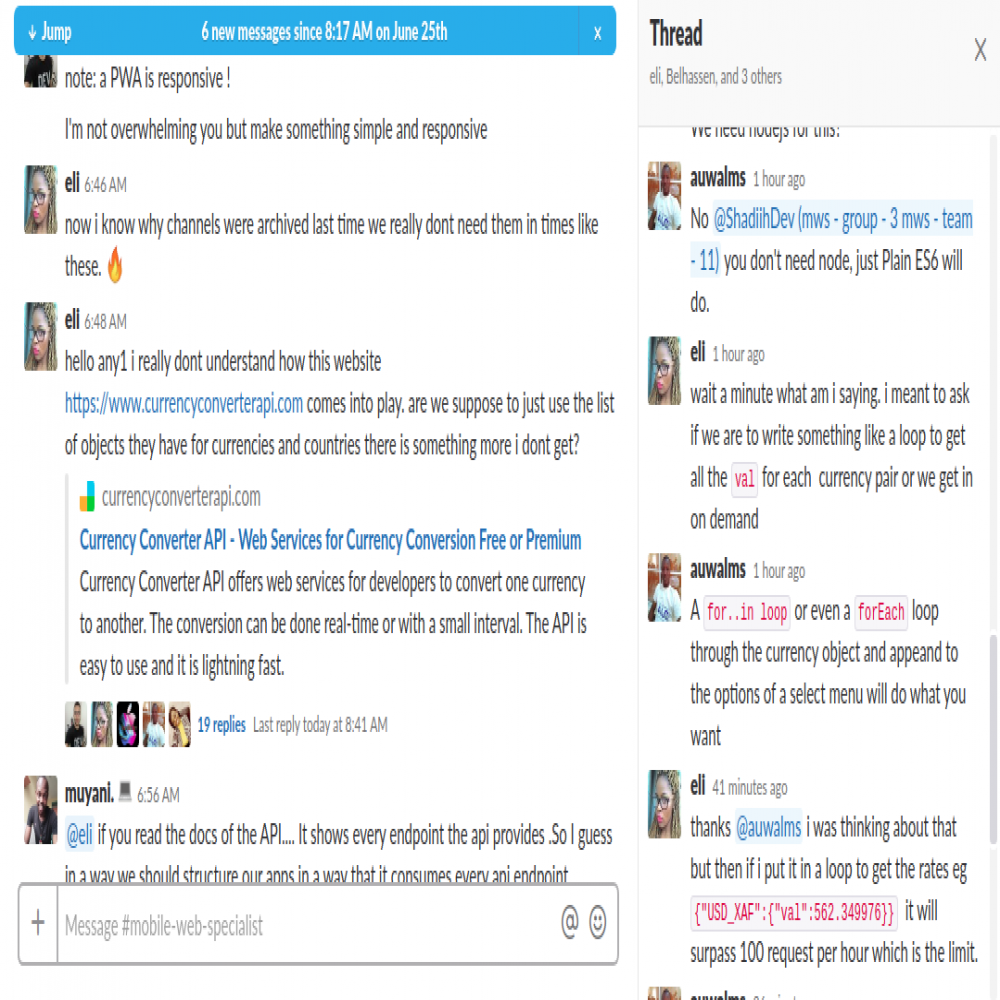 ↓ Jump 6 new messages since 8:17 AM on June 25th x
note: a PWA is responsive !
I'm not overwhelming you but make something simple and responsive
eli 6:46 AM
now i know why channels were archived last time we really dont need them in times like
these. 🔥
eli 6:48 AM
hello any1 i really dont understand how this website
https://www.currencyconverterapi.com comes into play. are we suppose to just use the list
of objects they have for currencies and countries there is something more i dont get?
currencyconverterapi.com
Currency Converter API - Web Services for Currency Conversion Free or Premium
Currency Converter API offers web services for developers to convert one currency
to another. The conversion can be done real-time or with a small interval. The API is
easy to use and it is lightning fast.
19 replies Last reply today at 8:41 AM
muyani. 6:56 AM
@eli if you read the docs of the API.... It shows every endpoint the api provides .So I guess
in a way we should structure our apps in a way that it consumes every api endpoint
+ Message #mobile-web-specialist @
Thread X
eli, Belhassen, and 3 others
We need nodejs for this?
auwalms 1 hour ago
No @ShadiihDev (mws - group - 3 mws - team
- 11) you don't need node, just Plain ES6 will
do.
eli 1 hour ago
wait a minute what am i saying. i meant to ask
if we are to write something like a loop to get
all the val for each currency pair or we get in
on demand
auwalms 1 hour ago
A for..in loop or even a forEach loop
through the currency object and appeand to
the options of a select menu will do what you
want
eli 41 minutes ago
thanks @auwalms i was thinking about that
but then if i put it in a loop to get the rates eg
{"USD_XAF":{"val":562.349976}} it will
surpass 100 request per hour which is the limit.
auwalms